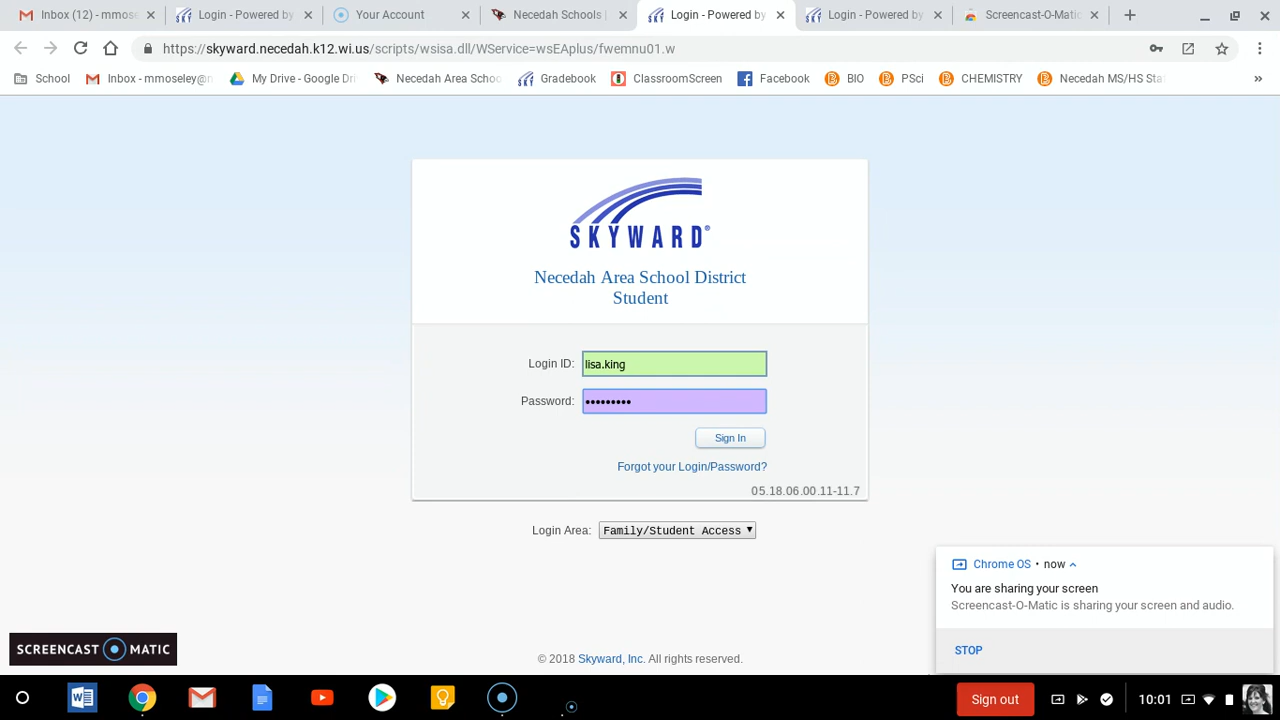 Inbox (12) - mmose
Login - Powered by
Your Account
Necedah Schools |
Login - Powered by
Login - Powered by
Screencast-O-Matic
https://skyward.necedah.k12.wi.us/scripts/wsisa.dll/WService=wsEAplus/fwemnu01.w
School
Inbox - mmoseley@n
My Drive - Google Dri
Necedah Area Schoo
Gradebook
ClassroomScreen
Facebook
BIO
PSci
CHEMISTRY
Necedah MS/HS Sta
»
SKYWARD®
Necedah Area School District
Student
Login ID: lisa.king
Password: •••••••••
Sign In
Forgot your Login/Password?
05.18.06.00.11-11.7
Login Area: Family/Student Access
Chrome OS • now
You are sharing your screen
Screencast-O-Matic is sharing your screen and audio.
STOP
SCREENCAST MATIC
© 2018 Skyward, Inc. All rights reserved.
Sign out
10:01